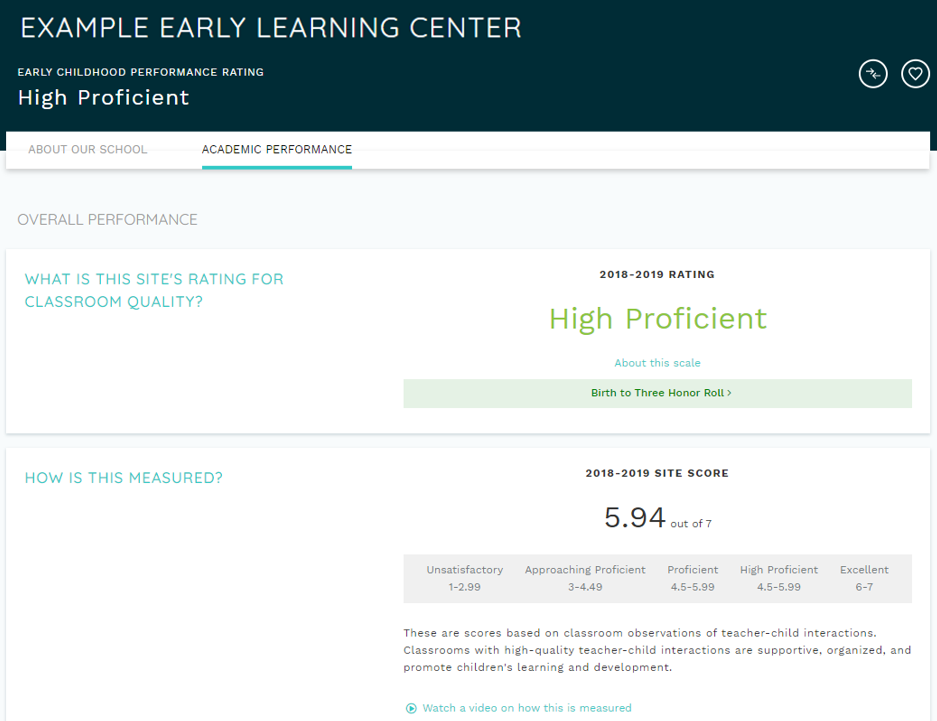 EXAMPLE EARLY LEARNING CENTER
EARLY CHILDHOOD PERFORMANCE RATING
High Proficient
ABOUT OUR SCHOOL
ACADEMIC PERFORMANCE
OVERALL PERFORMANCE
WHAT IS THIS SITE'S RATING FOR
CLASSROOM QUALITY?
2018-2019 RATING
High Proficient
About this scale
Birth to Three Honor Roll >
HOW IS THIS MEASURED?
2018-2019 SITE SCORE
5.94 out of 7
Unsatisfactory Approaching Proficient Proficient High Proficient Excellent
1-2.99 3-4.49 4.5-5.99 4.5-5.99 6-7
These are scores based on classroom observations of teacher-child interactions.
Classrooms with high-quality teacher-child interactions are supportive, organized, and
promote children's learning and development.
Watch a video on how this is measured